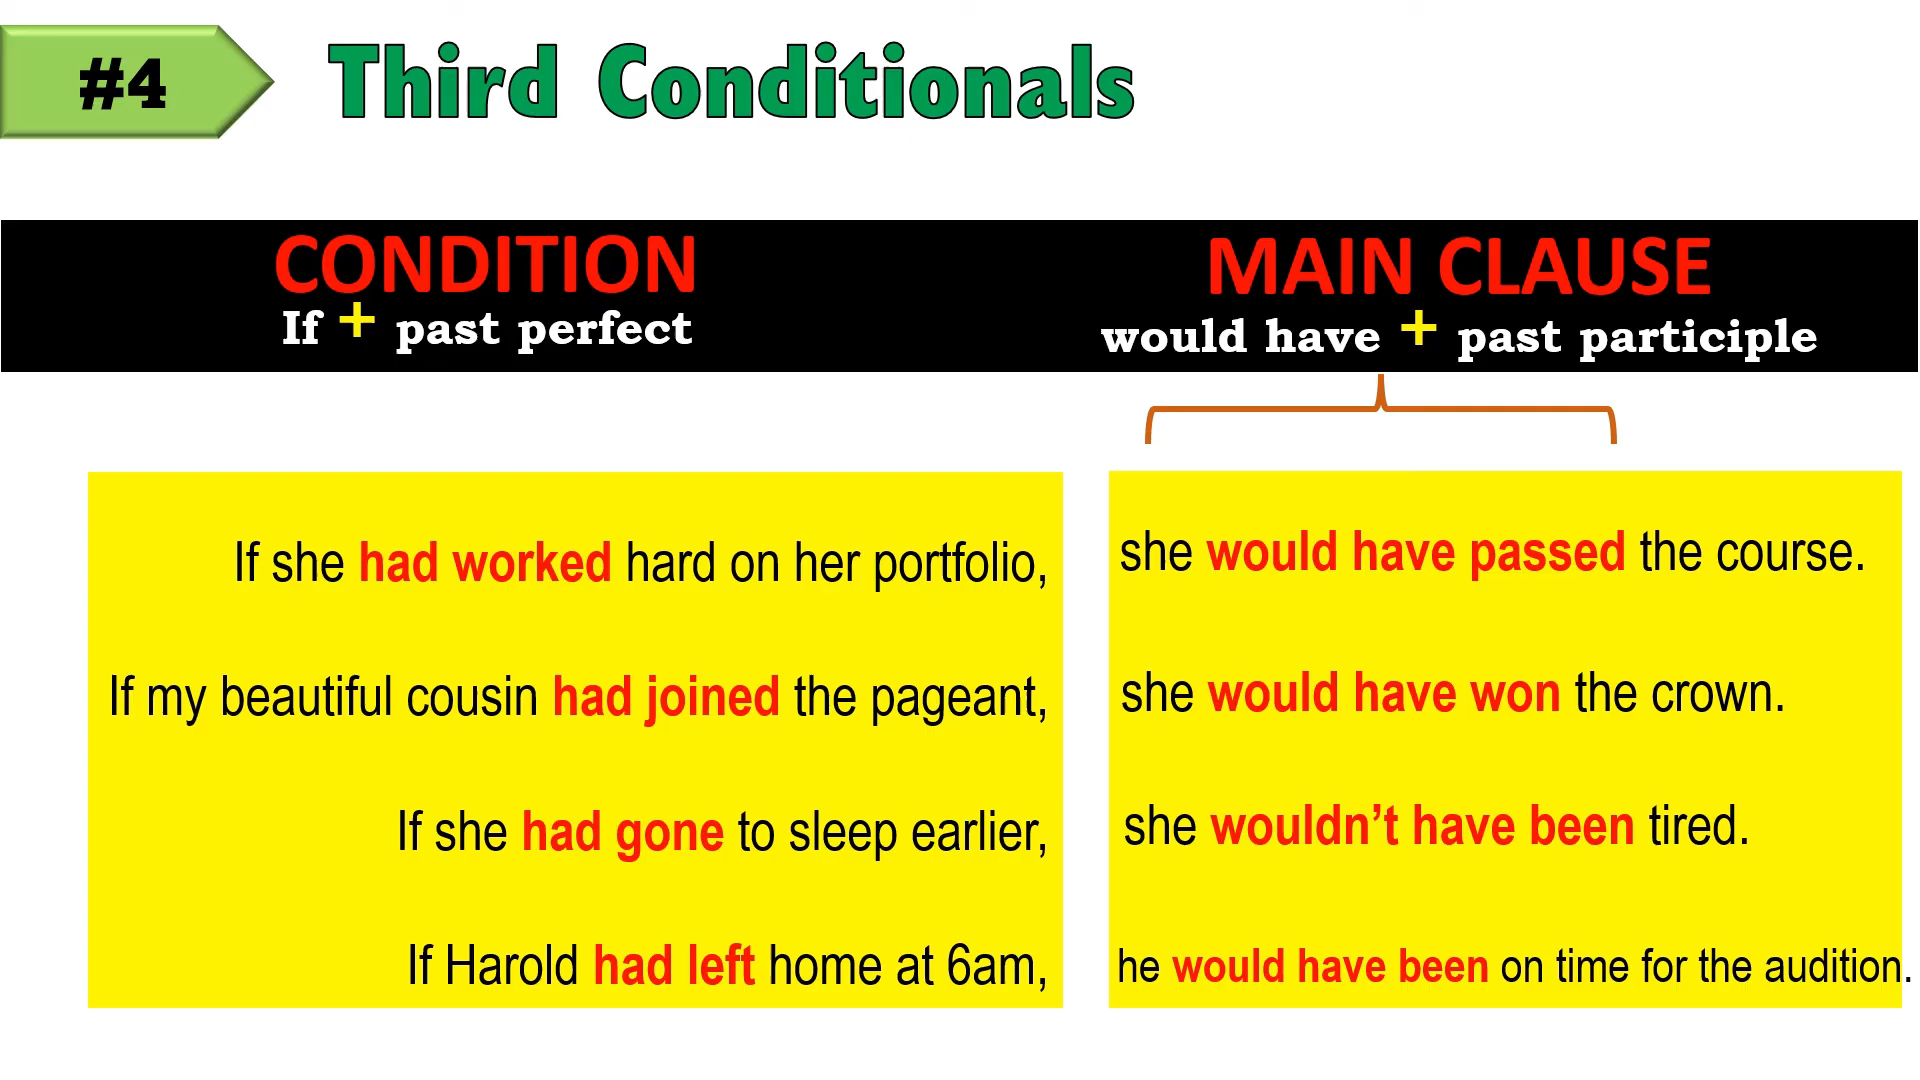 #4
Third Conditionals
CONDITION
If + past perfect
MAIN CLAUSE
would have + past participle
If she had worked hard on her portfolio,
she would have passed the course.
If my beautiful cousin had joined the pageant,
she would have won the crown.
If she had gone to sleep earlier,
she wouldn’t have been tired.
If Harold had left home at 6am,
he would have been on time for the audition.